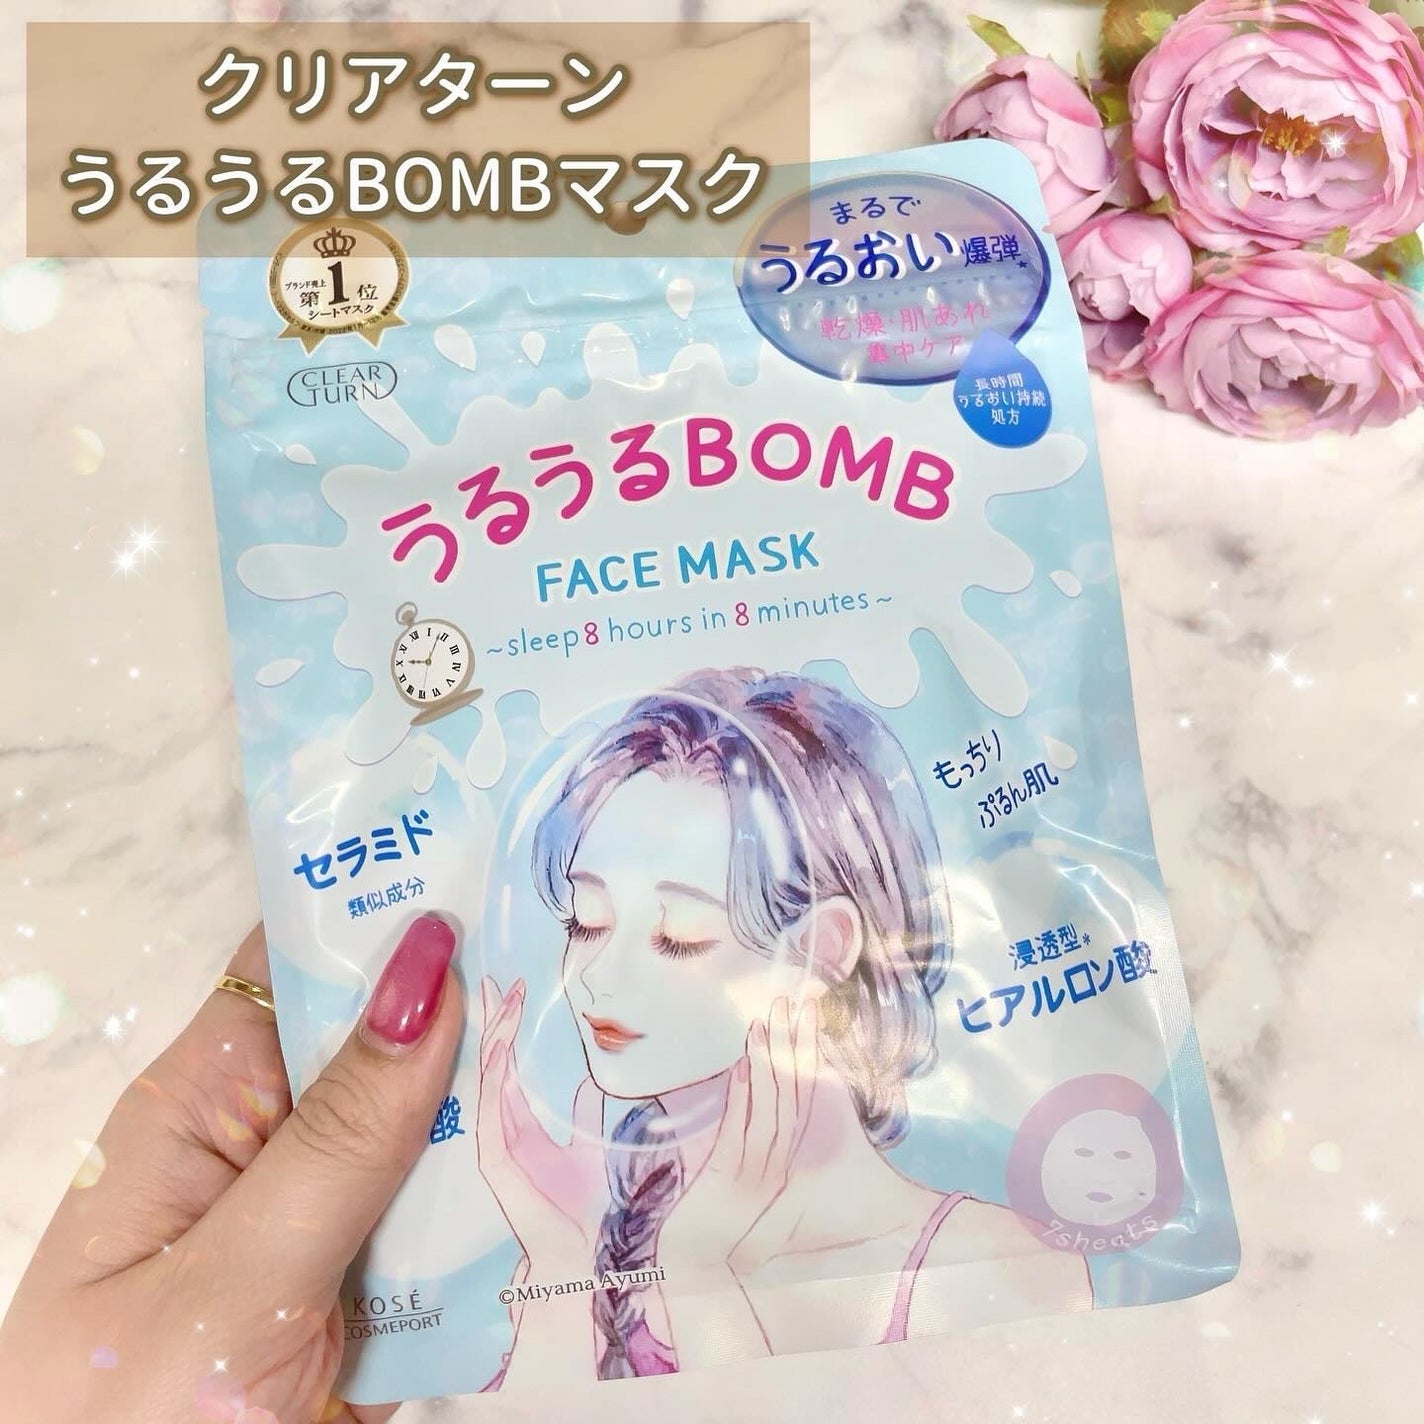 クリアターン
うるうるBOMBマスク
ブランド売上
第1位
シートマスク
CLEAR
TURN
まるで
うるおい爆弾
乾燥・肌あれ
集中ケア
長時間
うるおい持続
処方
うるうるBOMB
FACE MASK
~sleep 8 hours in 8 minutes~
もっちり
ぷるん肌
セラミド
類似成分
浸透型*
ヒアルロン酸
酸
7sheets
©Miyama Ayumi
KOSÉ
COSMEPORT